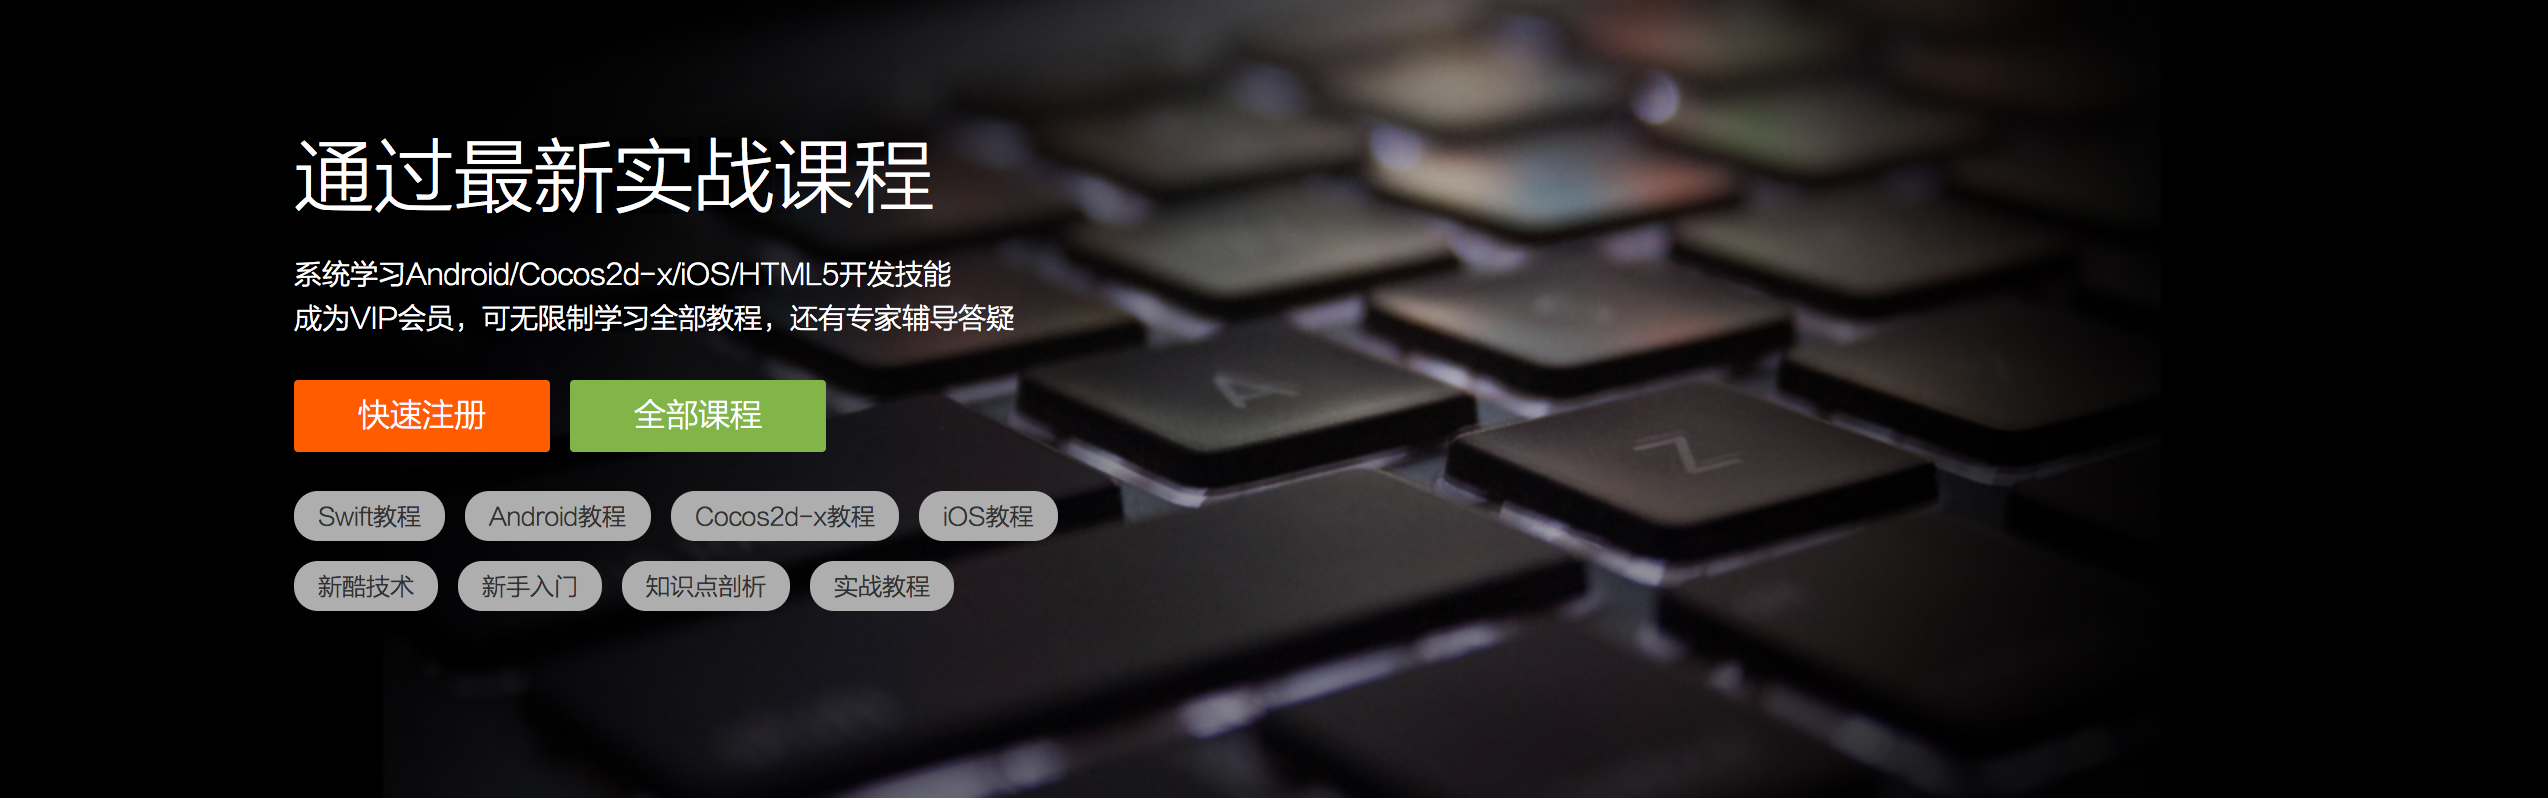 通过最新实战课程
系统学习Android/Cocos2d-x/iOS/HTML5开发技能
成为VIP会员，可无限制学习全部教程，还有专家辅导答疑
快速注册 全部课程
Swift教程 Android教程 Cocos2d-x教程 iOS教程
新酷技术 新手入门 知识点剖析 实战教程
A
Z